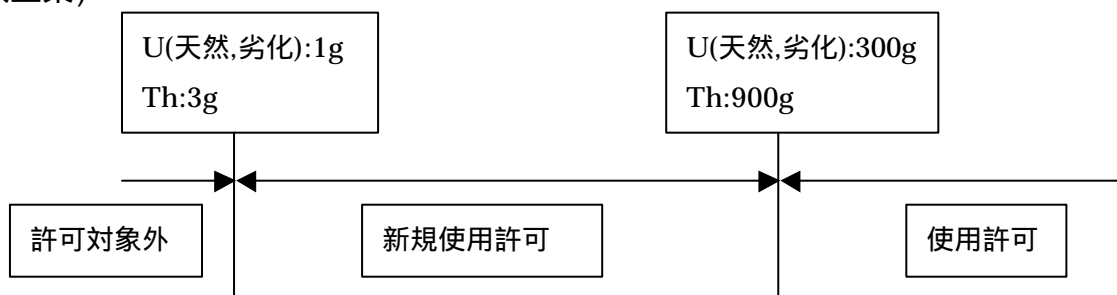 U(天然,劣化):1g
Th:3g
U(天然,劣化):300g
Th:900g
許可対象外
新規使用許可
使用許可